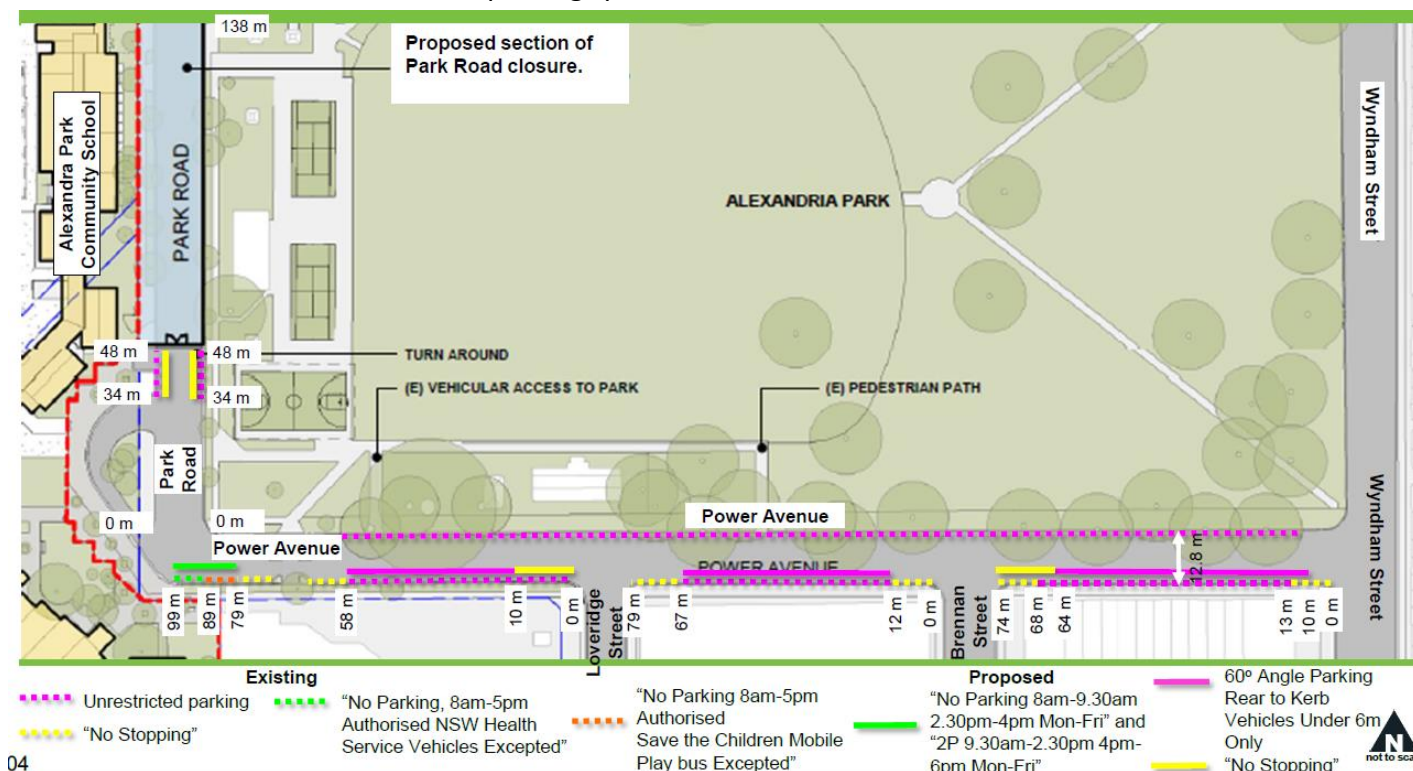 138 m
Proposed section of
Park Road closure.
Alexandra Park
Community School
PARK ROAD
Wyndham Street
ALEXANDRIA PARK
48 m
48 m
TURN AROUND
34 m
34 m
(E) VEHICULAR ACCESS TO PARK
(E) PEDESTRIAN PATH
Park
Road
Wyndham Street
0 m
0 m
Power Avenue
Power Avenue
POWER AVENUE
12.8 m
99 m
89 m
79 m
58 m
10 m
0 m
Loveridge
Street
79 m
67 m
12 m
0 m
Brennan
Street
74 m
68 m
64 m
13 m
10 m
0 m
Existing
Unrestricted parking
"No Stopping"
"No Parking, 8am-5pm
Authorised NSW Health
Service Vehicles Excepted"
"No Parking 8am-5pm
Authorised
Save the Children Mobile
Play bus Excepted"
Proposed
"No Parking 8am-9.30am
2.30pm-4pm Mon-Fri" and
"2P 9.30am-2.30pm 4pm-
6pm Mon-Fri"
60º Angle Parking
Rear to Kerb
Vehicles Under 6m
Only
"No Stopping"
N
not to sca
04